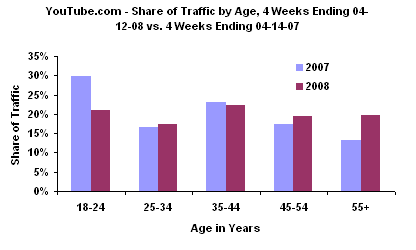 YouTube.com - Share of Traffic by Age, 4 Weeks Ending 04-
12-08 vs. 4 Weeks Ending 04-14-07
35%
30%
25%
20%
15%
10%
5%
0%
Share of Traffic
2007
2008
18-24 25-34 35-44 45-54 55+
Age in Years